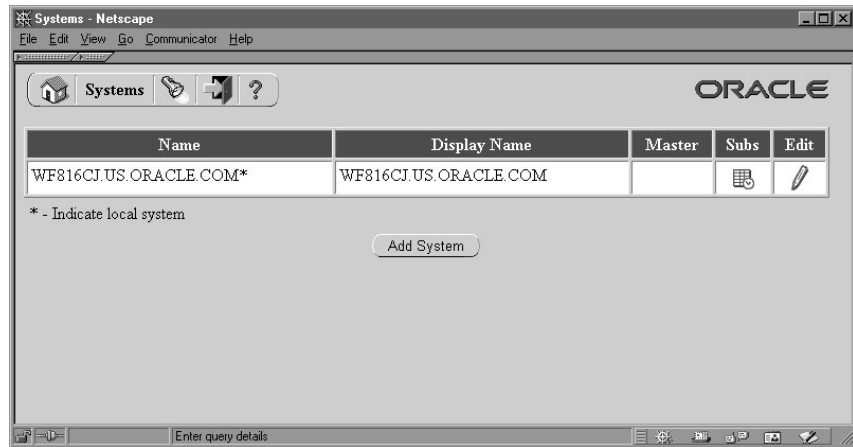 Systems - Netscape
File Edit View Go Communicator Help
Systems ?
ORACLE
Name Display Name Master Subs Edit
WF816CJ.US.ORACLE.COM* WF816CJ.US.ORACLE.COM
* - Indicate local system
Add System
Enter query details